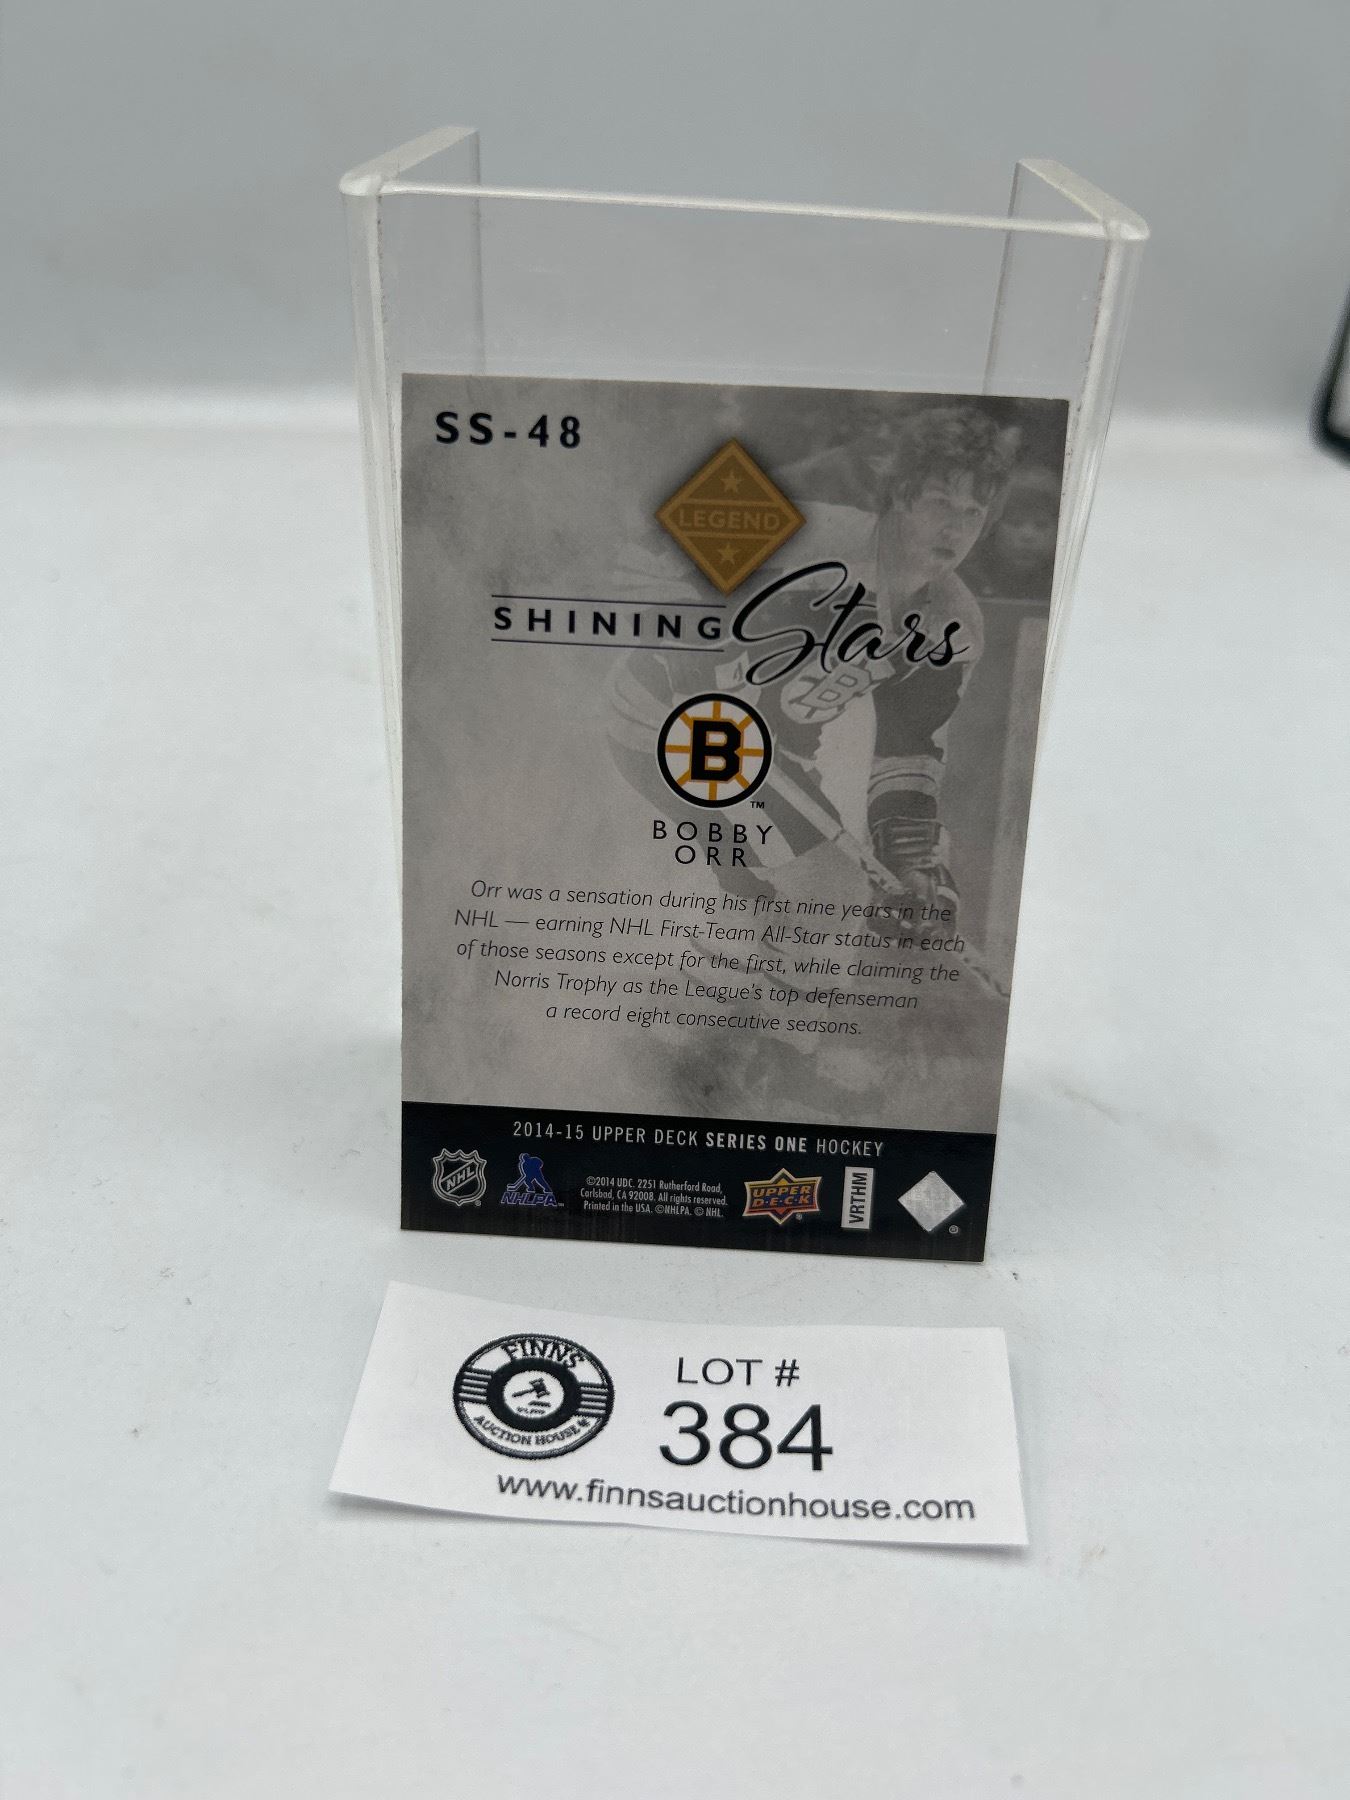 SS-48
LEGEND
SHINING Stars
B
TM
BOBBY
ORR
Orr was a sensation during his first nine years in the
NHL — earning NHL First-Team All-Star status in each
of those seasons except for the first, while claiming the
Norris Trophy as the League's top defenseman
a record eight consecutive seasons.
2014-15 UPPER DECK SERIES ONE HOCKEY
NHL
NHLPA
©2014 UDC. 2251 Rutherford Road,
Carlsbad, CA 92008. All rights reserved.
Printed in the USA. ©NHLPA. © NHL.
UPPER
D·E·C·K
VRTHM
®
FINNS
AUCTION HOUSE
LOT #
384
www.finnsauctionhouse.com